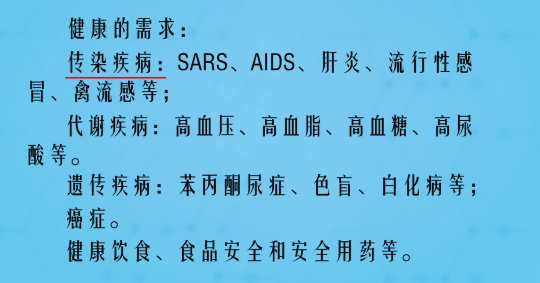 健康的需求：
传染疾病：SARS、AIDS、肝炎、流行性感
冒、禽流感等；
代谢疾病：高血压、高血脂、高血糖、高尿
酸等。
遗传疾病：苯丙酮尿症、色盲、白化病等；
癌症。
健康饮食、食品安全和安全用药等。